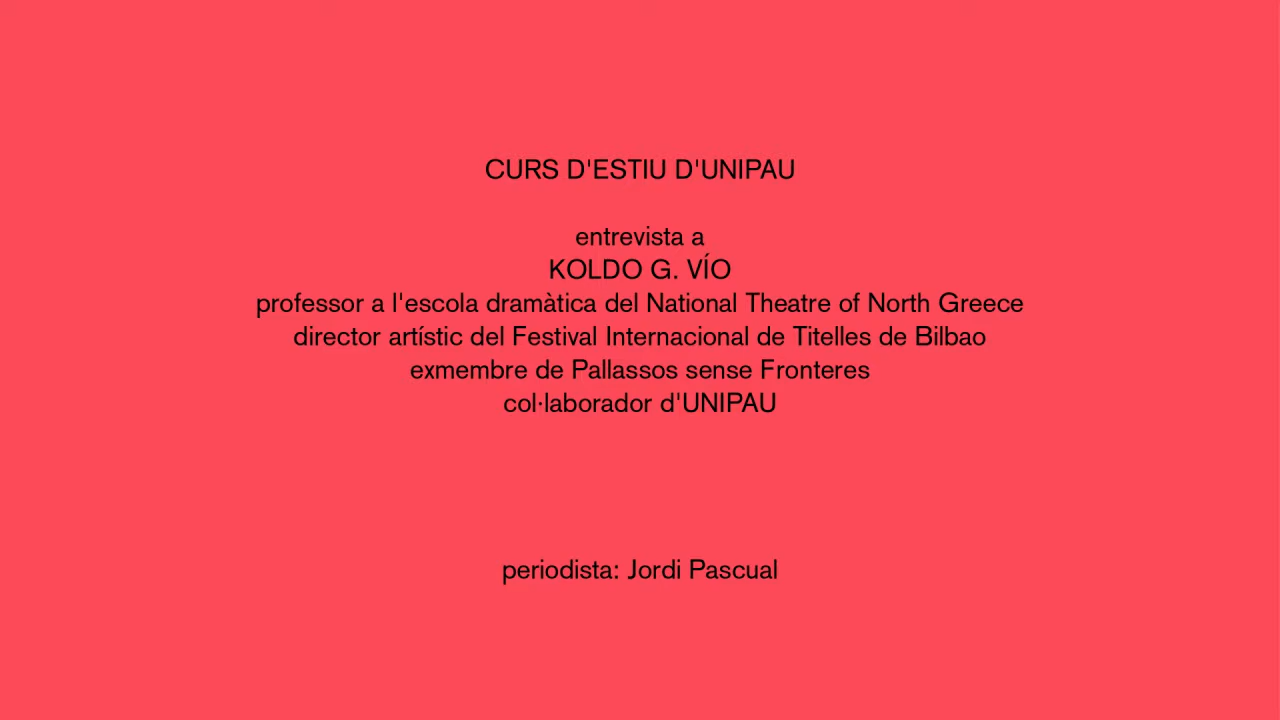 CURS D'ESTIU D'UNIPAU
entrevista a
KOLDO G. VÍO
professor a l'escola dramàtica del National Theatre of North Greece
director artístic del Festival Internacional de Titelles de Bilbao
exmembre de Pallassos sense Fronteres
col·laborador d'UNIPAU
periodista: Jordi Pascual